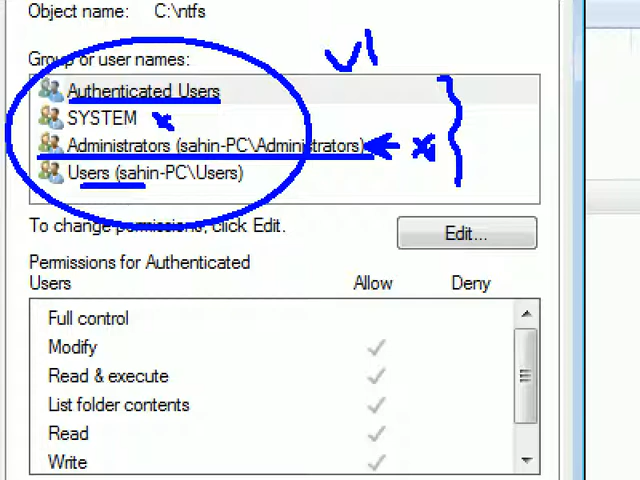 Object name: C:\ntfs
Group or user names:
Authenticated Users
SYSTEM
Administrators (sahin-PC\Administrators)
Users (sahin-PC\Users)
To change permissions, click Edit.
Edit...
Permissions for Authenticated
Users Allow Deny
Full control
Modify
Read & execute
List folder contents
Read
Write